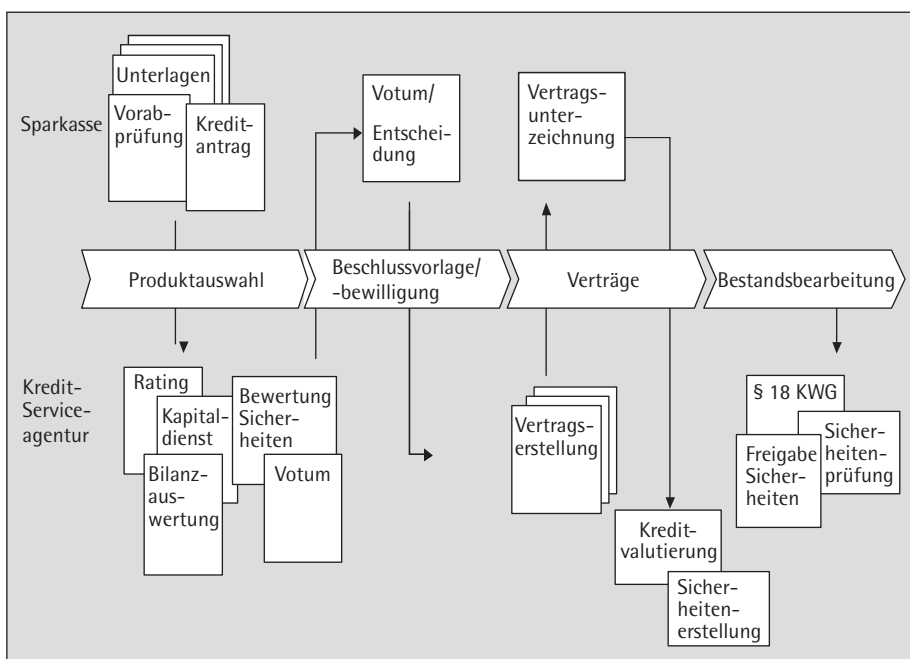 Sparkasse
Unterlagen
Vorab-
prüfung
Kredit-
antrag
Votum/
Entschei-
dung
Vertrags-
unter-
zeichnung
Produktauswahl
Beschlussvorlage/
-bewilligung
Verträge
Bestandsbearbeitung
Kredit-
Service-
agentur
Rating
Kapital-
dienst
Bilanz-
aus-
wertung
Bewertung
Sicher-
heiten
Votum
Vertrags-
erstellung
Kredit-
valutierung
Sicher-
heiten-
erstellung
§ 18 KWG
Freigabe
Sicher-
heiten
Sicher-
heiten-
prüfung